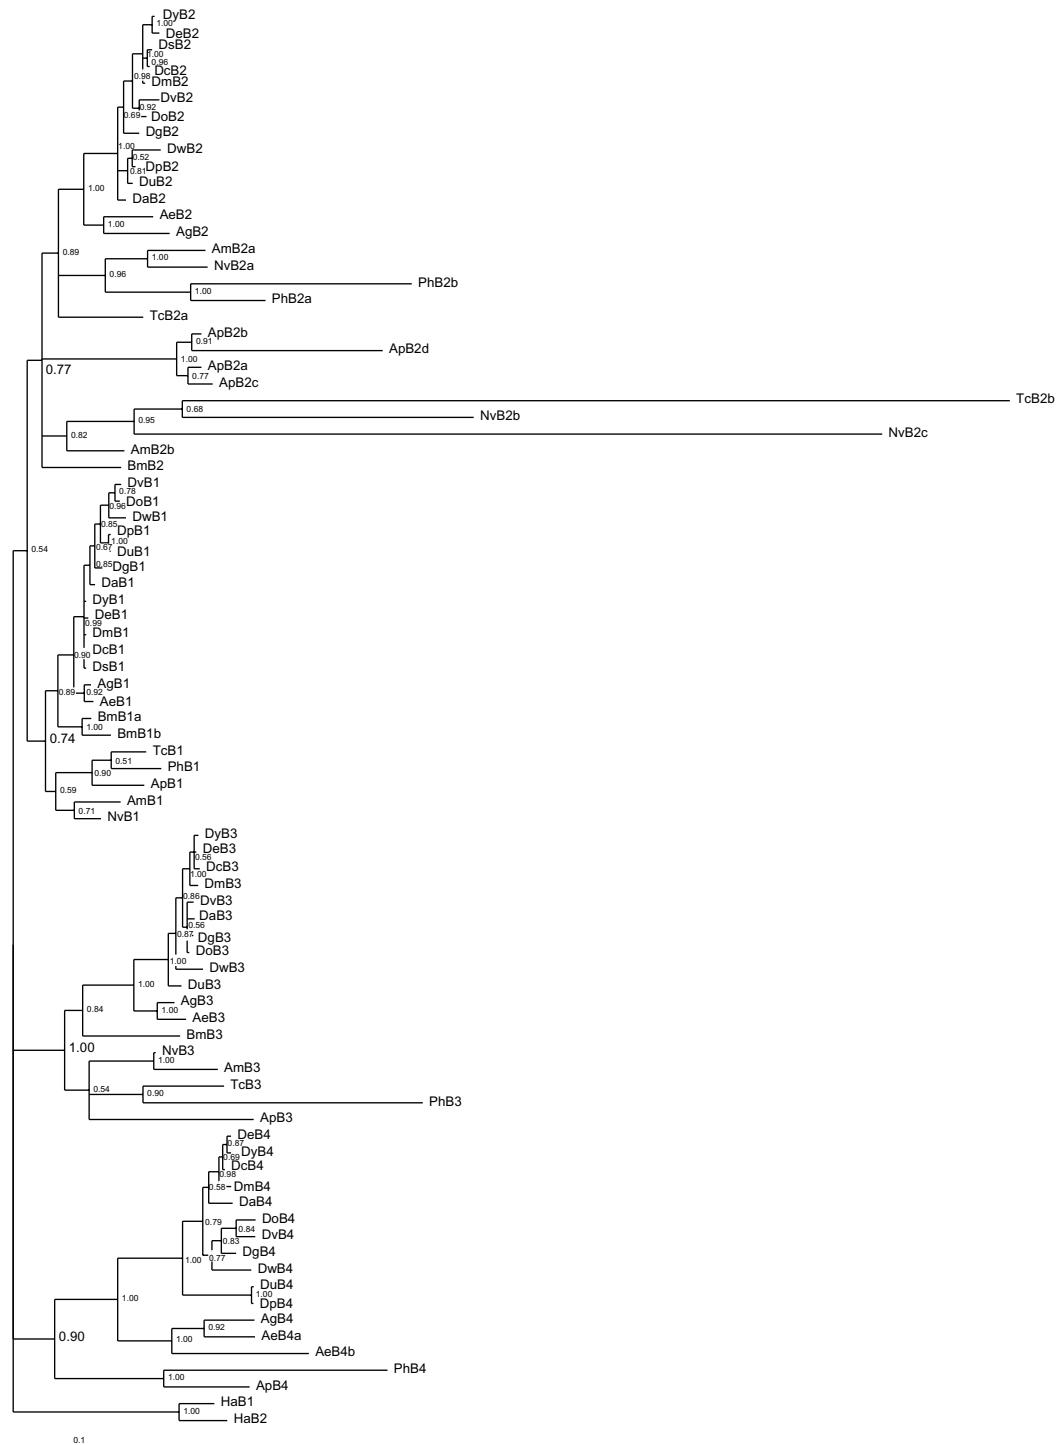 DyB2
1.00
DeB2
DsB2
1.00
0.96
DcB2
0.98
DmB2
DvB2
0.92
0.69
DoB2
DgB2
1.00
DwB2
0.52
DpB2
0.81
DuB2
1.00
DaB2
AeB2
1.00
AgB2
AmB2a
0.89
1.00
NvB2a
0.96
PhB2b
1.00
PhB2a
TcB2a
ApB2b
0.91
ApB2d
1.00
ApB2a
0.77
0.77
ApB2c
TcB2b
0.68
NvB2b
0.95
NvB2c
0.82
AmB2b
BmB2
DvB1
0.78
DoB1
0.96
DwB1
0.85
DpB1
1.00
0.67
DuB1
0.54
0.85
DgB1
DaB1
DyB1
DeB1
0.99
DmB1
DcB1
0.90
DsB1
AgB1
0.89
0.92
AeB1
BmB1a
1.00
BmB1b
0.74
TcB1
0.51
PhB1
0.90
ApB1
0.59
AmB1
0.71
NvB1
DyB3
DeB3
0.56
DcB3
1.00
DmB3
0.86
DvB3
DaB3
0.56
0.87
DgB3
DoB3
1.00
DwB3
1.00
DuB3
AgB3
0.84
1.00
AeB3
BmB3
1.00
NvB3
1.00
AmB3
TcB3
0.54
0.90
PhB3
ApB3
DeB4
0.87
DyB4
0.69
DcB4
0.98
0.58
DmB4
DaB4
DoB4
0.79
0.84
DvB4
0.83
DgB4
1.00
0.77
DwB4
DuB4
1.00
1.00
DpB4
AgB4
0.92
AeB4a
0.90
1.00
AeB4b
PhB4
1.00
ApB4
HaB1
1.00
HaB2
0.1